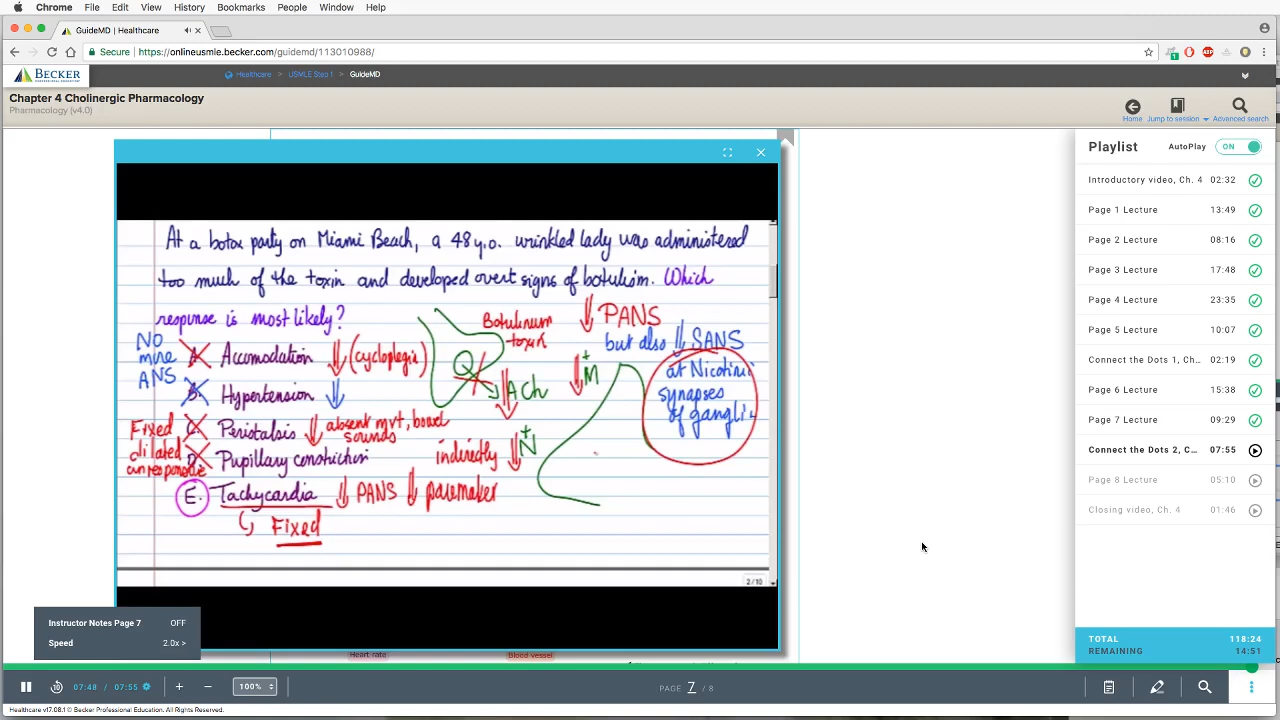 Chrome File Edit View History Bookmarks People Window Help
GuideMD | Healthcare
Secure https://onlineusmle.becker.com/guidemd/113010988/
BECKER
PROFESSIONAL EDUCATION
Healthcare > USMLE Step 1 > GuideMD
Chapter 4 Cholinergic Pharmacology
Pharmacology (v4.0)
Home Jump to session Advanced search
At a botox party on Miami Beach, a 48 y.o. wrinkled lady was administered
too much of the toxin and developed overt signs of botulism. Which
response is most likely?
NO more ANS
A. Accomodation ↓ (cycloplegia)
B. Hypertension ↓
C. Peristalsis ↓ absent mvt, bowel sounds
Fixed dilated unresponsive
D. Pupillary constriction
E. Tachycardia ↓ PANS ↓ pacemaker
Fixed
Botulinum toxin
↓ ACh
indirectly ↓ N+
↓ M+
↓ PANS
but also ↓ SANS
at Nicotinic
synapses
of ganglia
2/10
Heart rate Blood vessel
Instructor Notes Page 7 OFF
Speed 2.0x >
10 07:48 / 07:55 + − 100% PAGE 7 / 8
Playlist AutoPlay ON
Introductory video, Ch. 4 02:32
Page 1 Lecture 13:49
Page 2 Lecture 08:16
Page 3 Lecture 17:48
Page 4 Lecture 23:35
Page 5 Lecture 10:07
Connect the Dots 1, Ch... 02:19
Page 6 Lecture 15:38
Page 7 Lecture 09:29
Connect the Dots 2, C... 07:55
Page 8 Lecture 05:10
Closing video, Ch. 4 01:46
TOTAL 118:24
REMAINING 14:51
Healthcare v17.08.1 © Becker Professional Education. All Rights Reserved.